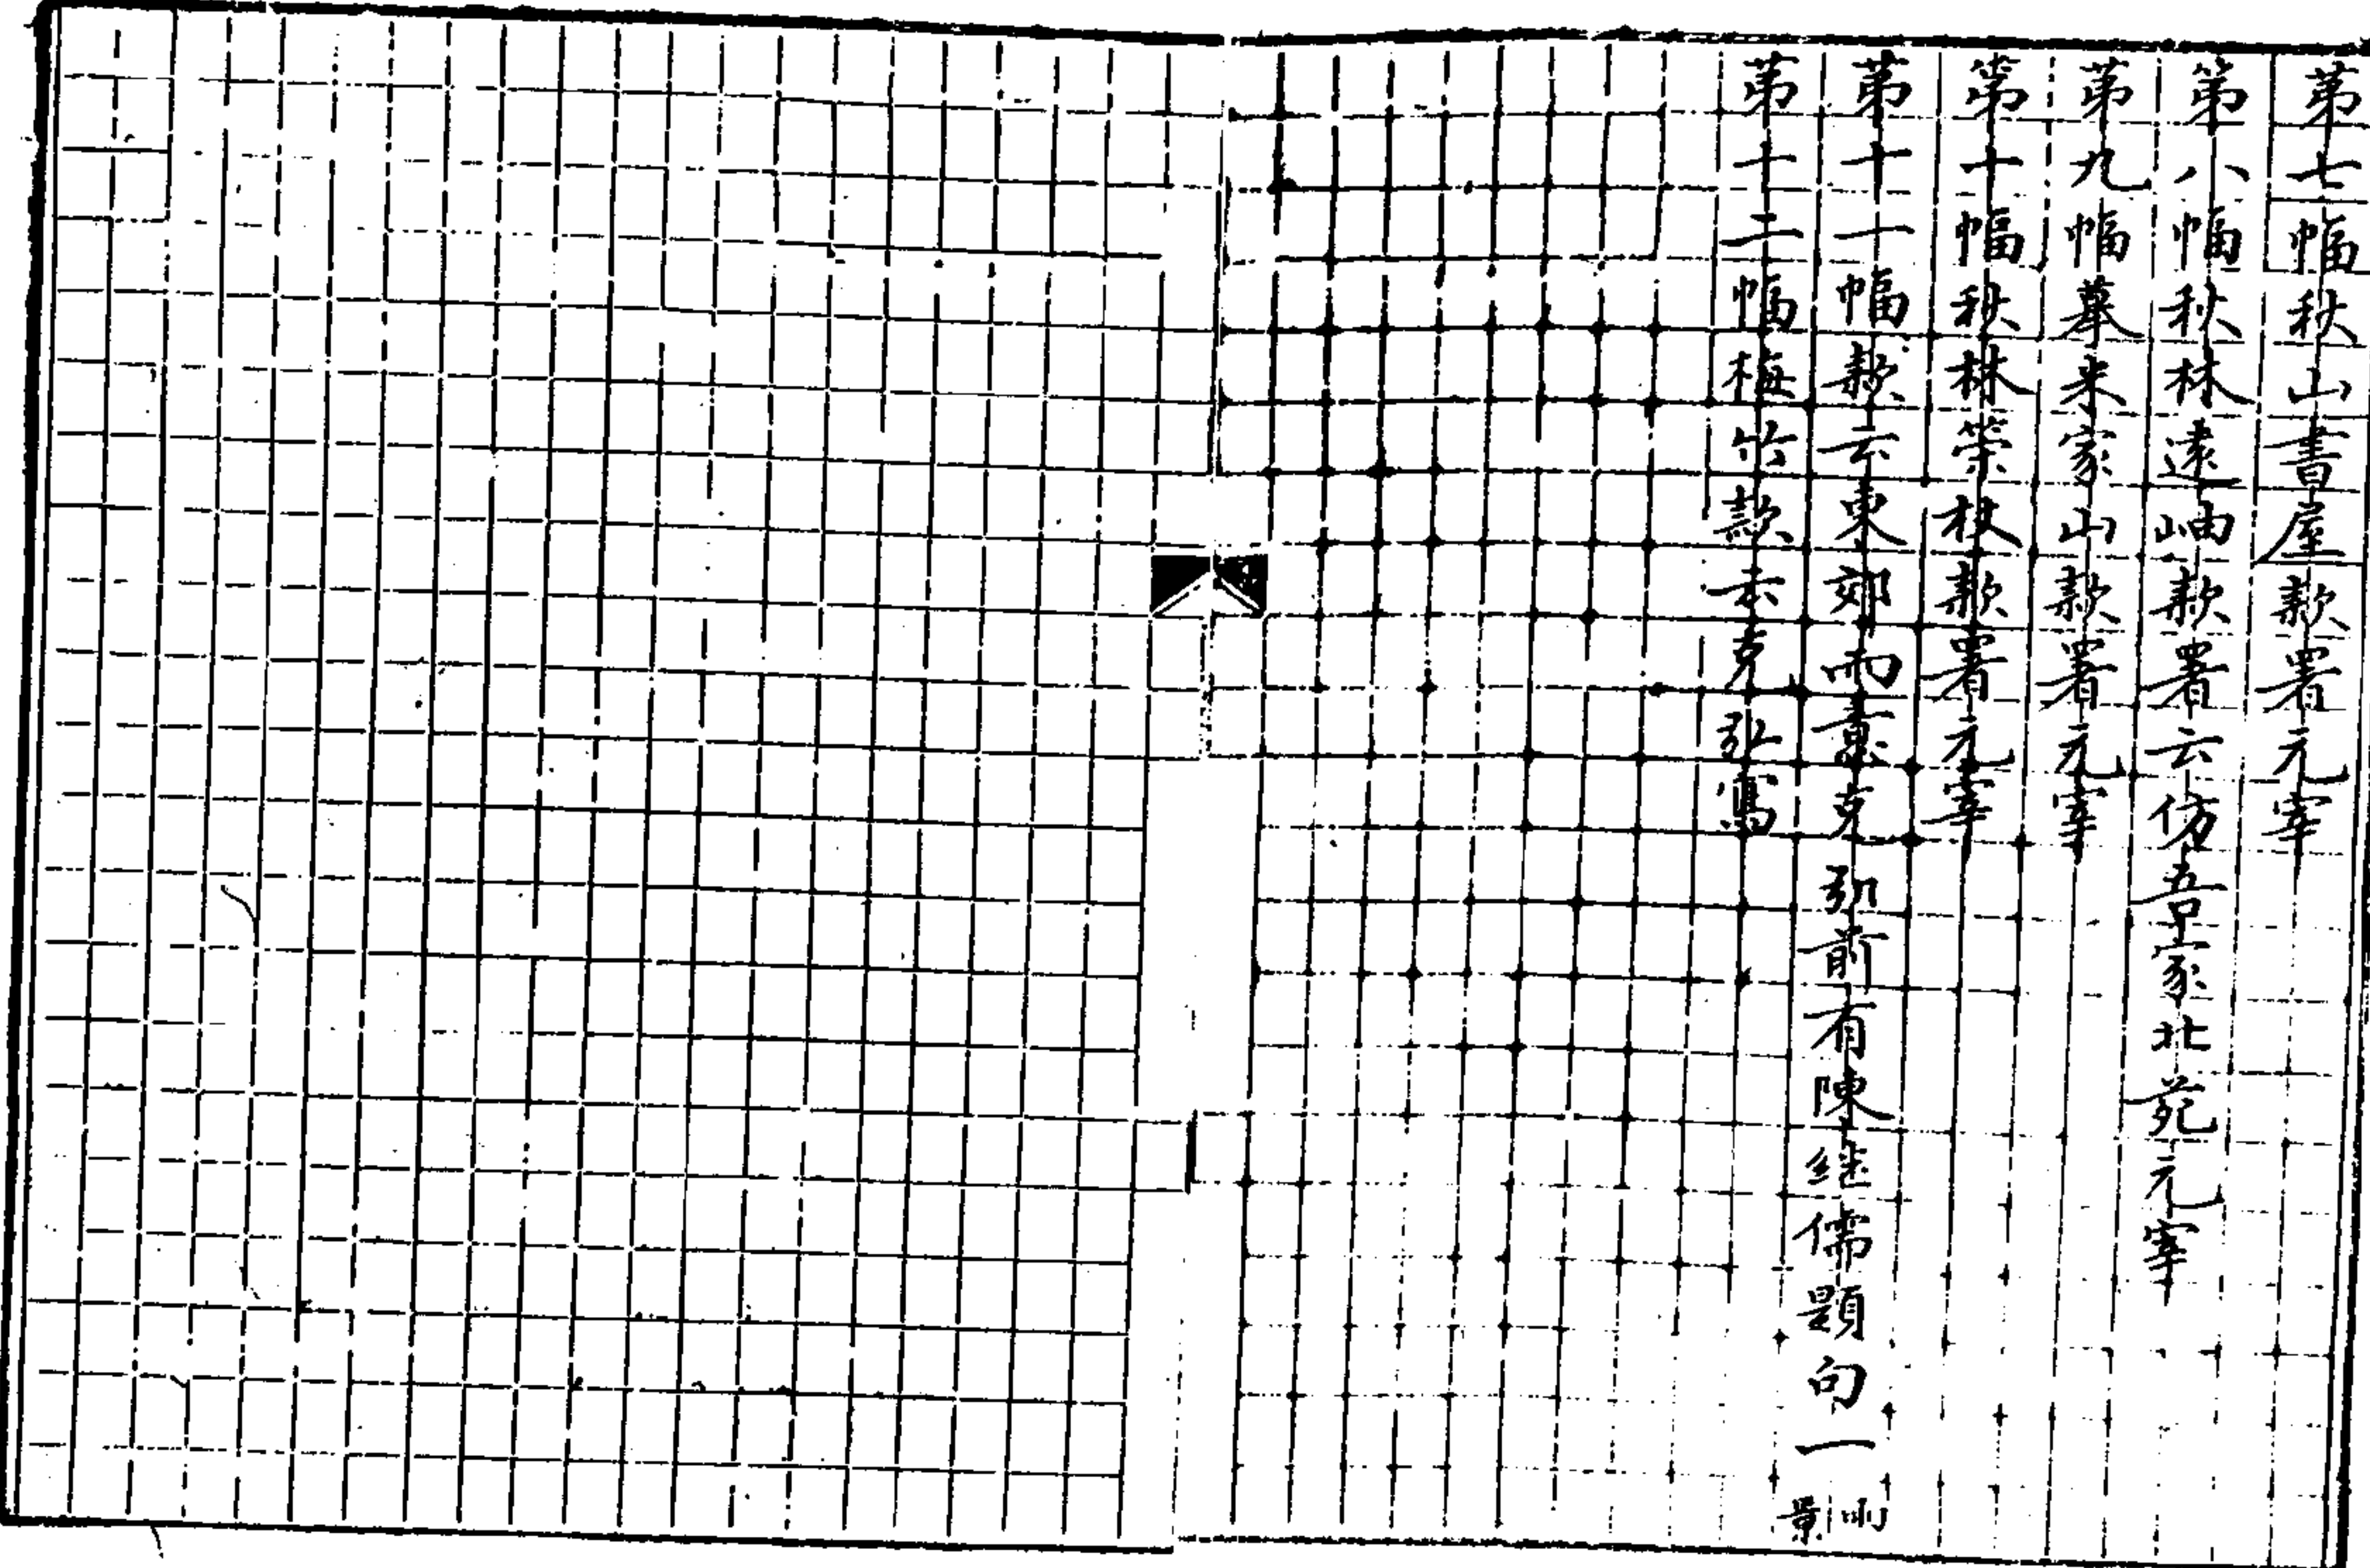 第七幅秋山書屋款署元宰
第八幅秋林遠岫款署云仿吾家北苑元宰
第九幅摹米家山款署元宰
第十幅秋林策杖款署元宰
第十一幅款云東郊雨意克弘前有陳继儒題句一
第十二幅梅竹款云克弘寫